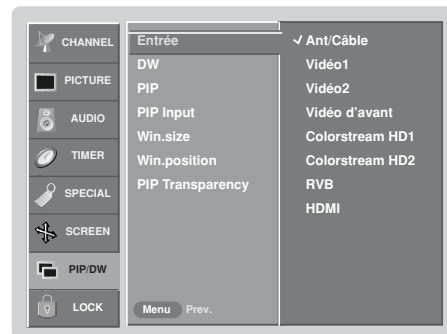 CHANNEL
PICTURE
AUDIO
TIMER
SPECIAL
SCREEN
PIP/DW
LOCK
Entrée
DW
PIP
PIP Input
Win.size
Win.position
PIP Transparency
Menu Prev.
✓ Ant/Câble
Vidéo1
Vidéo2
Vidéo d'avant
Colorstream HD1
Colorstream HD2
RVB
HDMI